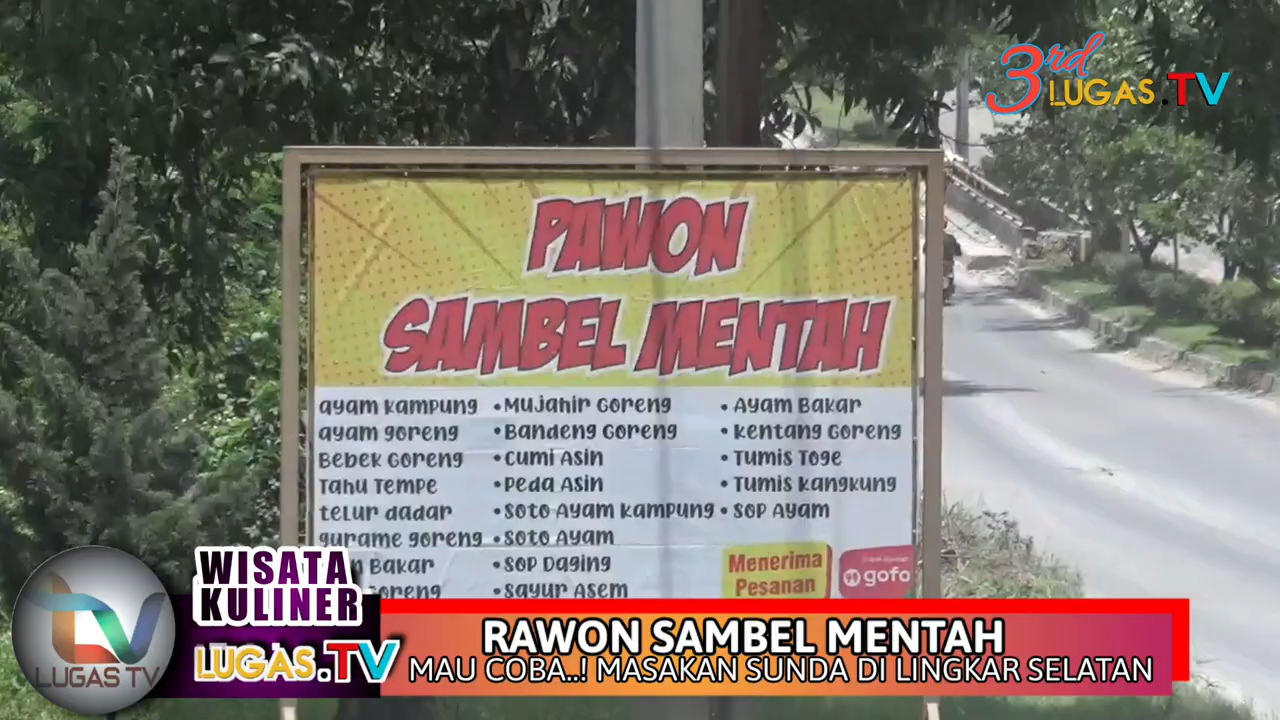 3rd LUGAS.TV
PAWON
SAMBEL MENTAH
ayam kampung • Mujahir Goreng • Ayam Bakar
ayam goreng • Bandeng Goreng • Kentang Goreng
Bebek Goreng • Cumi Asin • Tumis Toge
Tahu Tempe • Peda Asin • Tumis Kangkung
telur dadar • Soto Ayam Kampung • Sop Ayam
gurame goreng • Soto Ayam
Bakar • Sop Daging
goreng • Sayur Asem
Menerima
Pesanan
gofo
WISATA
KULINER
LUGAS.TV
LUGAS TV
RAWON SAMBEL MENTAH
MAU COBA..! MASAKAN SUNDA DI LINGKAR SELATAN